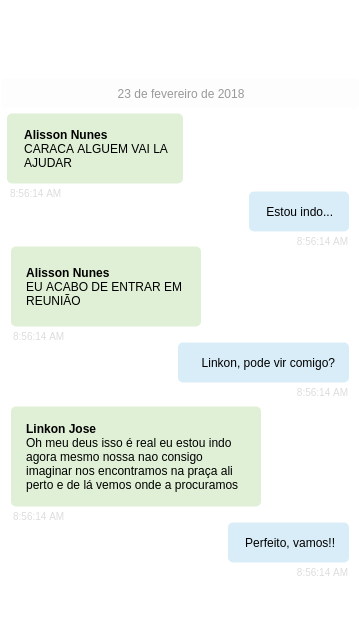 23 de fevereiro de 2018
Alisson Nunes
CARACA ALGUEM VAI LA
AJUDAR
8:56:14 AM
Estou indo...
8:56:14 AM
Alisson Nunes
EU ACABO DE ENTRAR EM
REUNIÃO
8:56:14 AM
Linkon, pode vir comigo?
8:56:14 AM
Linkon Jose
Oh meu deus isso é real eu estou indo
agora mesmo nossa nao consigo
imaginar nos encontramos na praça ali
perto e de lá vemos onde a procuramos
8:56:14 AM
Perfeito, vamos!!
8:56:14 AM